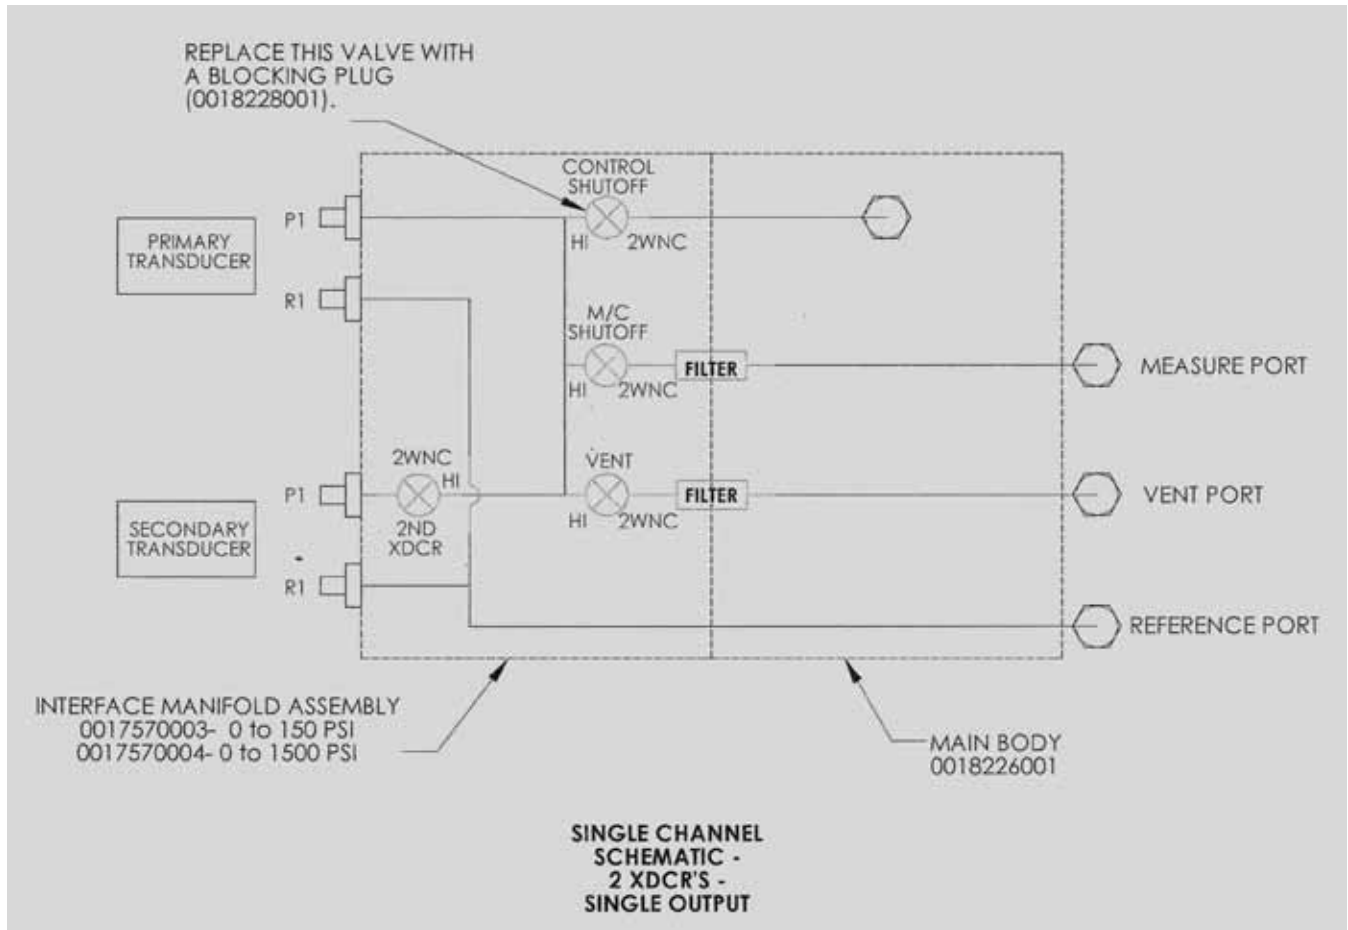 REPLACE THIS VALVE WITH
A BLOCKING PLUG
(0018228001).
CONTROL
SHUTOFF
P1
HI
2WNC
PRIMARY
TRANSDUCER
R1
M/C
SHUTOFF
FILTER
MEASURE PORT
HI
2WNC
2WNC
HI
VENT
P1
FILTER
VENT PORT
HI
2WNC
SECONDARY
TRANSDUCER
2ND
XDCR
R1
REFERENCE PORT
INTERFACE MANIFOLD ASSEMBLY
0017570003- 0 to 150 PSI
0017570004- 0 to 1500 PSI
MAIN BODY
0018226001
SINGLE CHANNEL
SCHEMATIC -
2 XDCR'S -
SINGLE OUTPUT